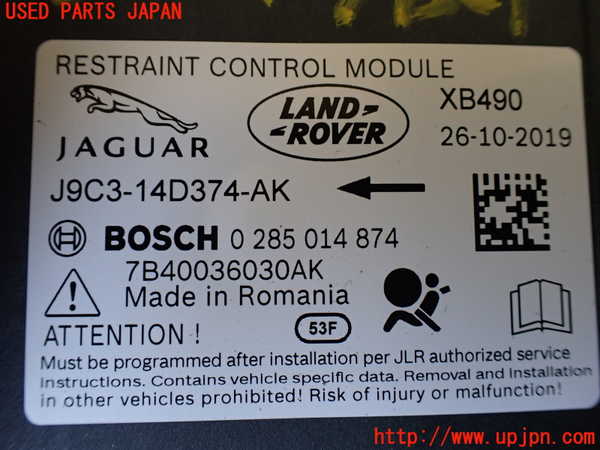 USED PARTS JAPAN
RESTRAINT CONTROL MODULE
JAGUAR
LAND-
-ROVER
XB490
26-10-2019
J9C3-14D374-AK
BOSCH 0 285 014 874
7B40036030AK
Made in Romania
ATTENTION !
53F
Must be programmed after installation per JLR authorized service
instructions. Contains vehicle specific data. Removal and installation
in other vehicles prohibited! Risk of injury or malfunction!
http://www.upjpn.com/